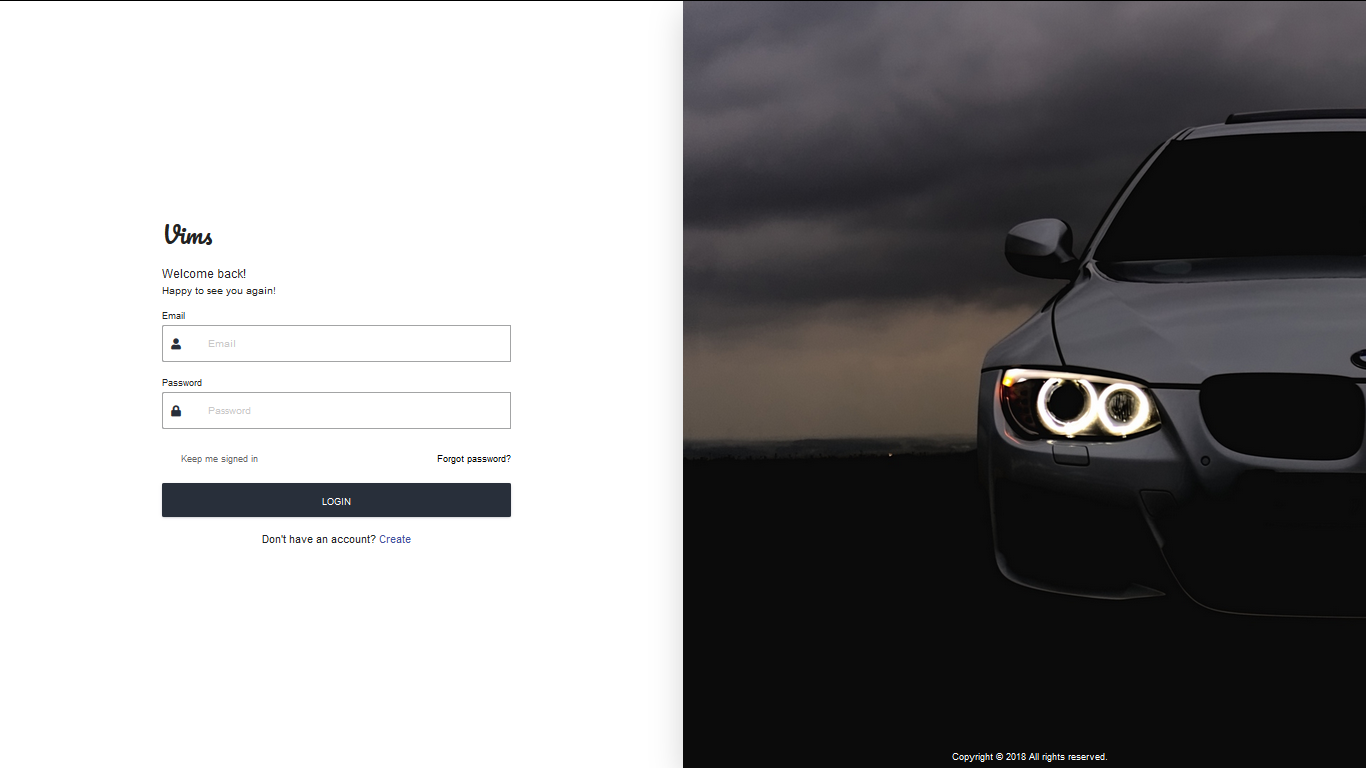 Vims
Welcome back!
Happy to see you again!
Email
Email
Password
Password
Keep me signed in
Forgot password?
LOGIN
Don't have an account? Create
Copyright © 2018 All rights reserved.